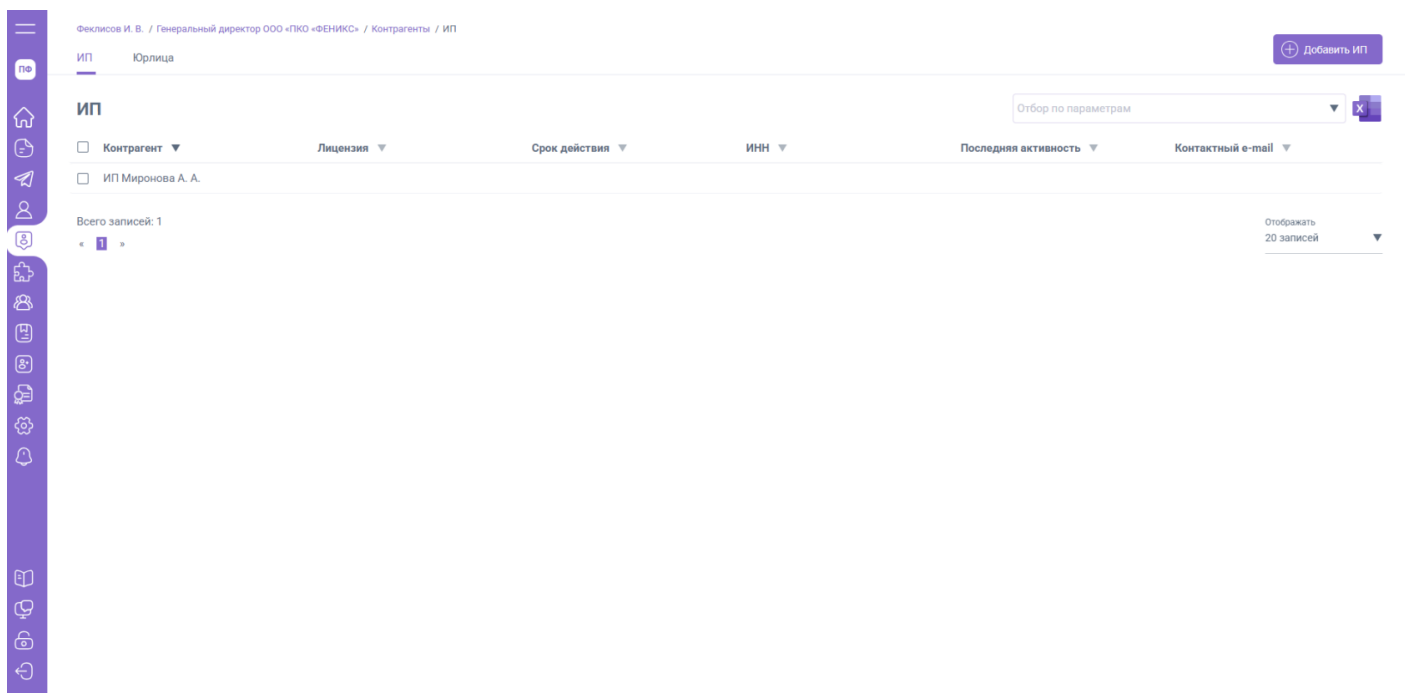 Феклисов И. В. / Генеральный директор ООО «ПКО «ФЕНИКС» / Контрагенты / ИП
ИП Юрлица
Добавить ИП
ПФ
ИП
Отбор по параметрам
X
Контрагент Лицензия Срок действия ИНН Последняя активность Контактный e-mail
ИП Миронова А. А.
Всего записей: 1
« 1 »
Отображать
20 записей